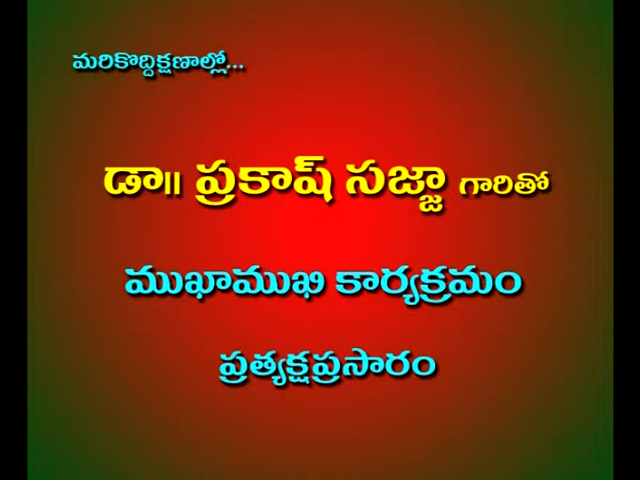 మరికొద్దిక్షణాల్లో...
డా|| ప్రకాష్ సజ్జా గారితో
ముఖాముఖి కార్యక్రమం
ప్రత్యక్షప్రసారం